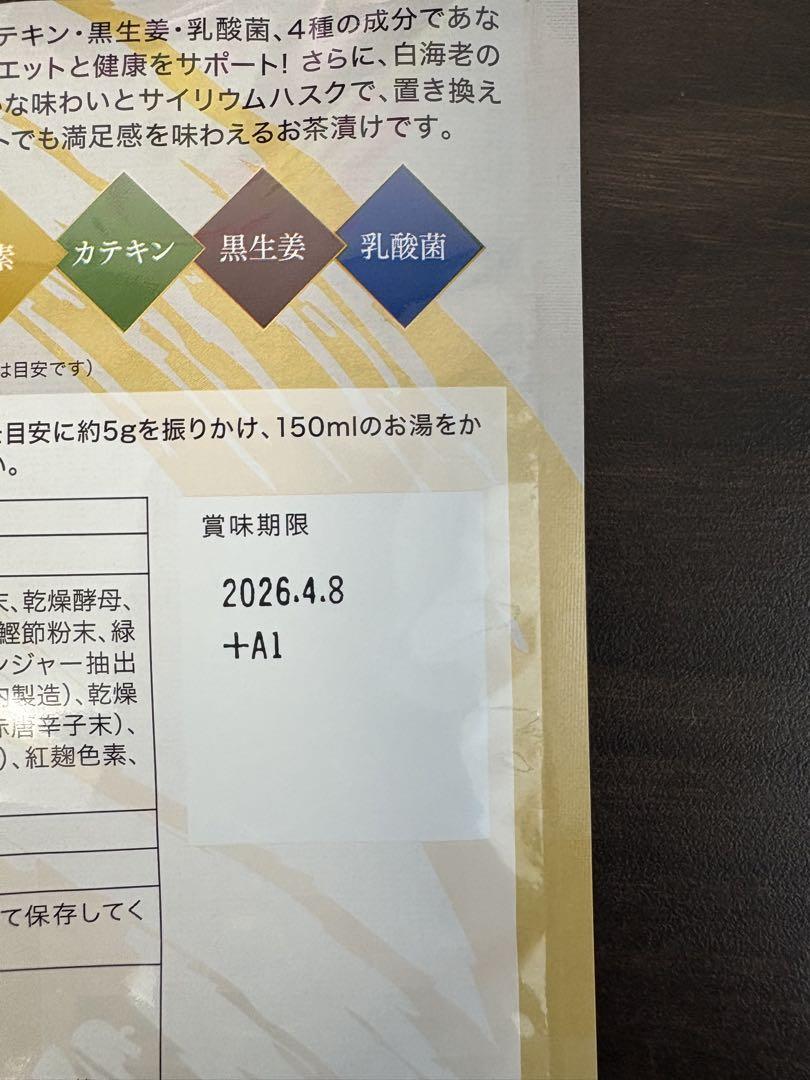 テキン・黒生姜・乳酸菌、4種の成分であな
エットと健康をサポート! さらに、白海老の
な味わいとサイリウムハスクで、置き換え
でも満足感を味わえるお茶漬けです。
素
カテキン
黒生姜
乳酸菌
は目安です)
目安に約5gを振りかけ、150mlのお湯をか
い。
賞味期限
2026.4.8
+A1
末、乾燥酵母、
鰹節粉末、緑
ンジャー抽出
内製造)、乾燥
赤唐辛子末)、
)、紅麹色素、
て保存してく